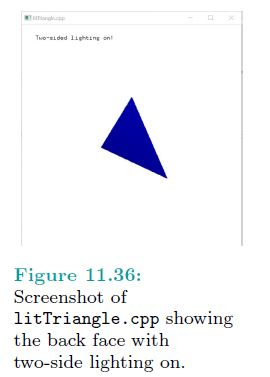 litTriangle.cpp
Two-sided lighting on!
Figure 11.36:
Screenshot of
litTriangle.cpp showing
the back face with
two-side lighting on.